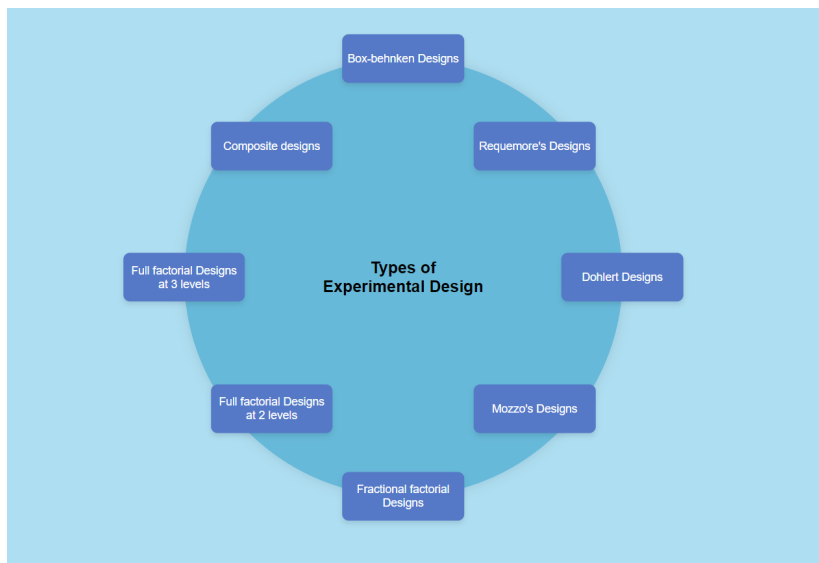 Box-behnken Designs
Composite designs
Requemore's Designs
Full factorial Designs
at 3 levels
Types of
Experimental Design
Dohlert Designs
Full factorial Designs
at 2 levels
Mozzo's Designs
Fractional factorial
Designs